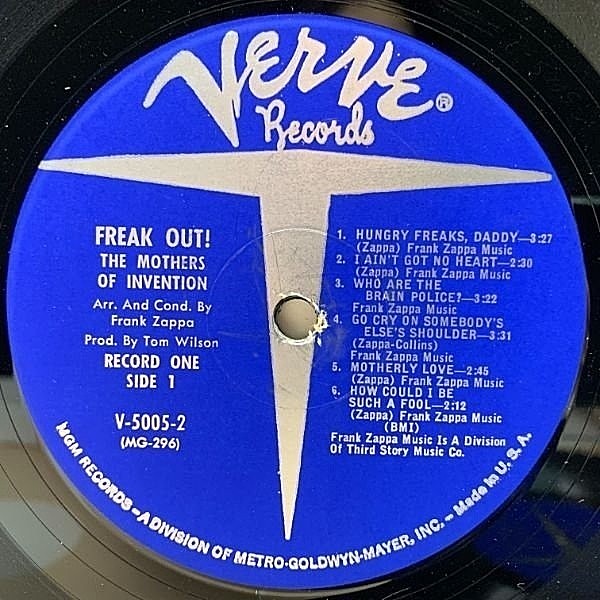 Verve®
Records
FREAK OUT!
THE MOTHERS
OF INVENTION
Arr. And Cond. By
Frank Zappa
Prod. By Tom Wilson
RECORD ONE
SIDE 1
V-5005-2
(MG-296)
1. HUNGRY FREAKS, DADDY—3:27
(Zappa) Frank Zappa Music
2. I AIN'T GOT NO HEART—2:30
(Zappa) Frank Zappa Music
3. WHO ARE THE
BRAIN POLICE?—3:22
Frank Zappa Music
4. GO CRY ON SOMEBODY'S
ELSE'S SHOULDER—3:31
(Zappa-Collins)
Frank Zappa Music
5. MOTHERLY LOVE—2:45
(Zappa) Frank Zappa Music
6. HOW COULD I BE
SUCH A FOOL—2:12
(Zappa) Frank Zappa Music
(BMI)
Frank Zappa Music Is A Division
Of Third Story Music Co.
MGM RECORDS—A DIVISION OF METRO-GOLDWYN-MAYER, INC. – Made in U. S. A.